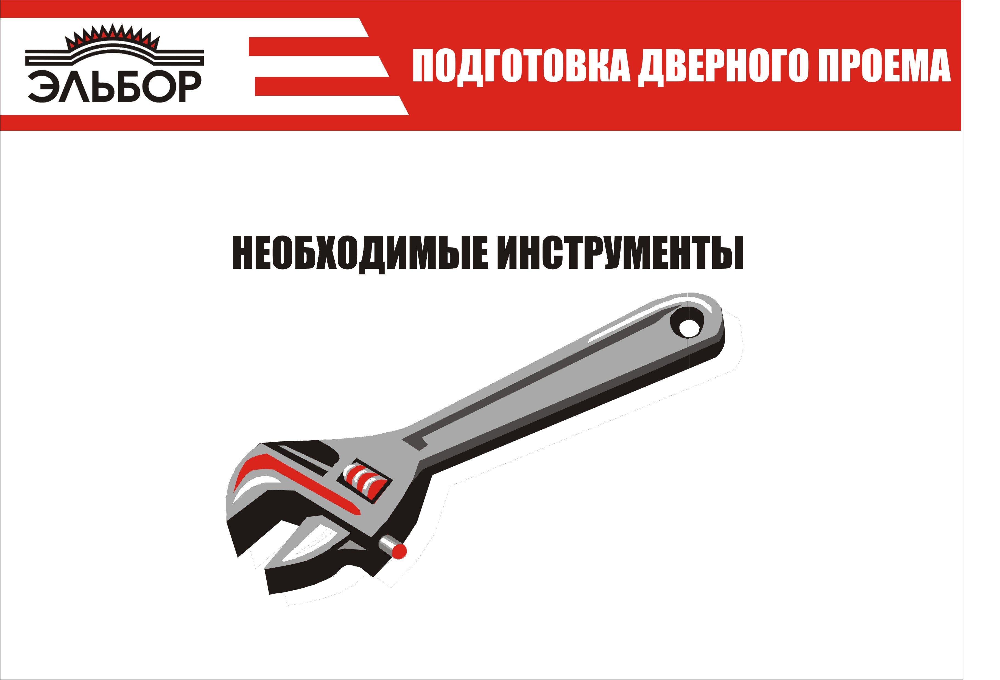 ЭЛЬБОР
ПОДГОТОВКА ДВЕРНОГО ПРОЕМА
НЕОБХОДИМЫЕ ИНСТРУМЕНТЫ